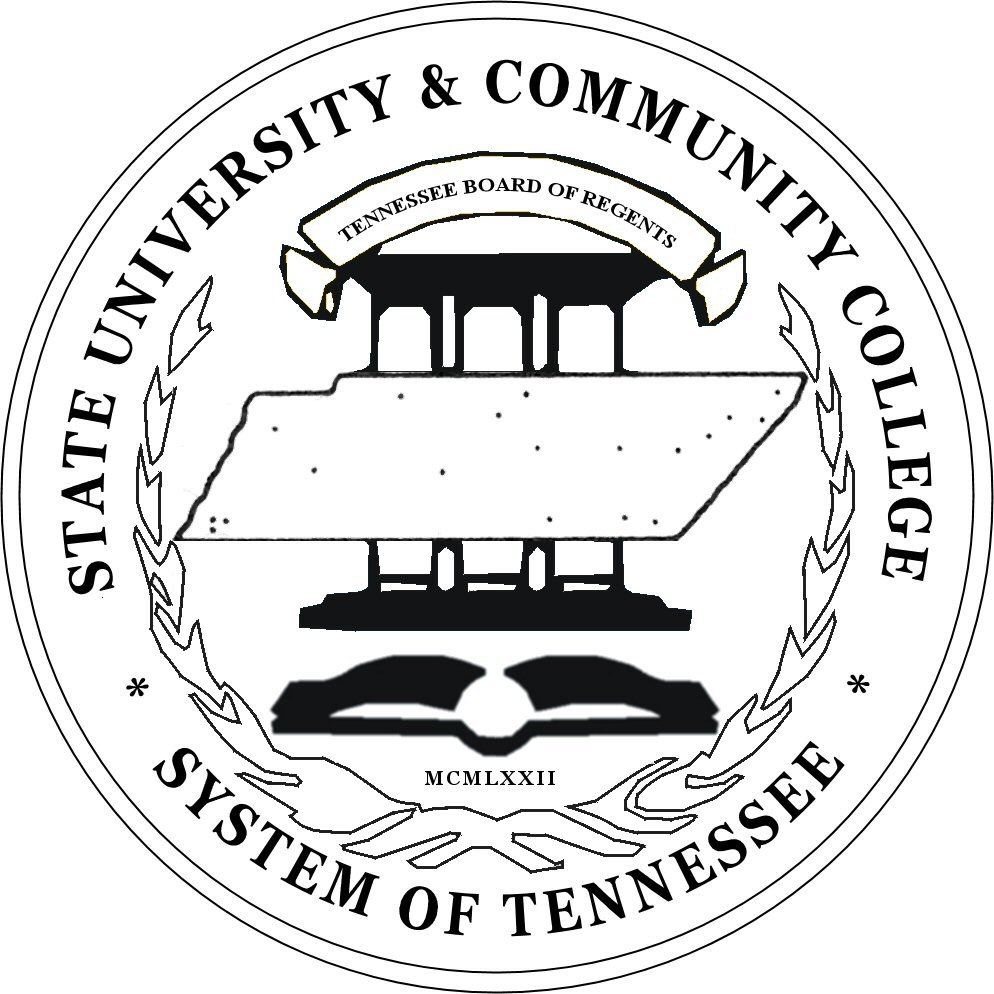 STATE UNIVERSITY & COMMUNITY COLLEGE
TENNESSEE BOARD OF REGENTS
MCMLXXII
* SYSTEM OF TENNESSEE *